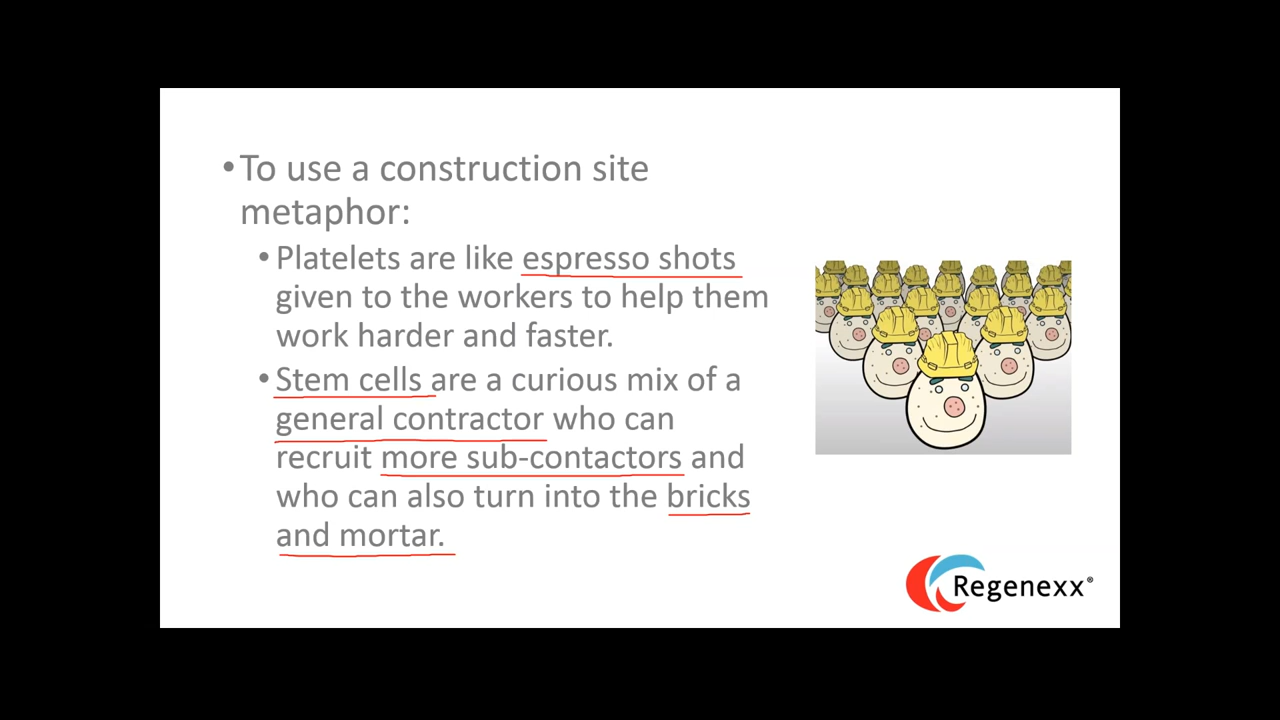 •To use a construction site
metaphor:
•Platelets are like espresso shots
given to the workers to help them
work harder and faster.
•Stem cells are a curious mix of a
general contractor who can
recruit more sub-contactors and
who can also turn into the bricks
and mortar.
Regenexx®